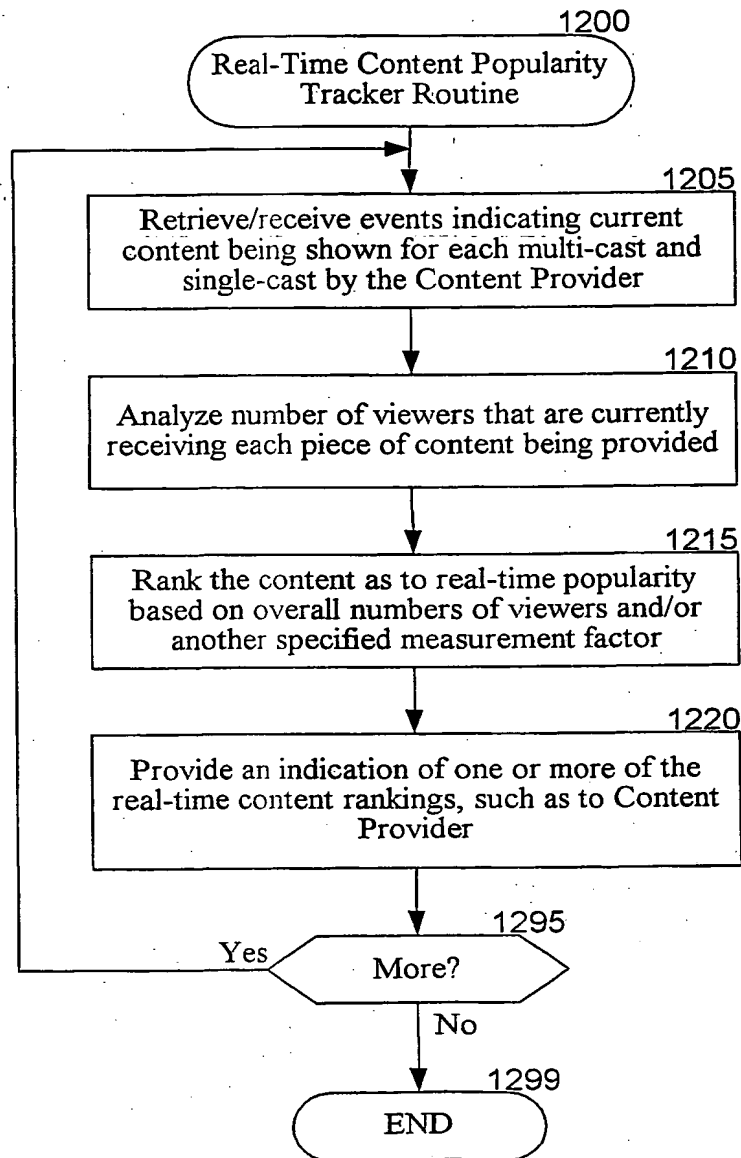 1200
Real-Time Content Popularity
Tracker Routine
1205
Retrieve/receive events indicating current
content being shown for each multi-cast and
single-cast by the Content Provider
1210
Analyze number of viewers that are currently
receiving each piece of content being provided
1215
Rank the content as to real-time popularity
based on overall numbers of viewers and/or
another specified measurement factor
1220
Provide an indication of one or more of the
real-time content rankings, such as to Content
Provider
1295
Yes
More?
No
1299
END